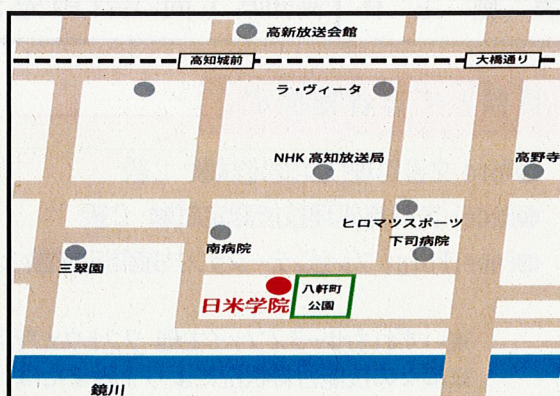 高新放送会館
高知城前
大橋通り
ラ・ヴィータ
NHK 高知放送局
高野寺
ヒロマツスポーツ
南病院
下司病院
三翠園
八軒町
公園
日米学院
鏡川